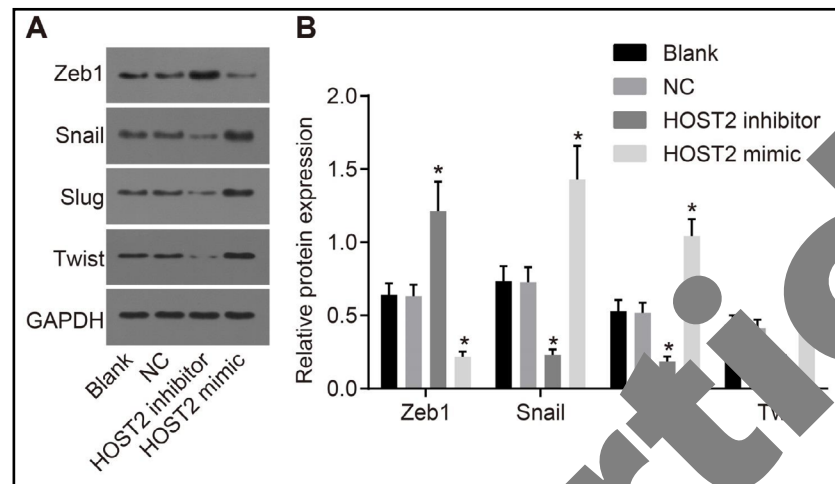 A
B
Zeb1
Snail
Slug
Twist
GAPDH
Blank
NC
HOST2 inhibitor
HOST2 mimic
Blank
NC
HOST2 inhibitor
HOST2 mimic
Relative protein expression
2.0
1.5
1.0
0.5
0.0
*
*
*
*
*
*
Zeb1
Snail